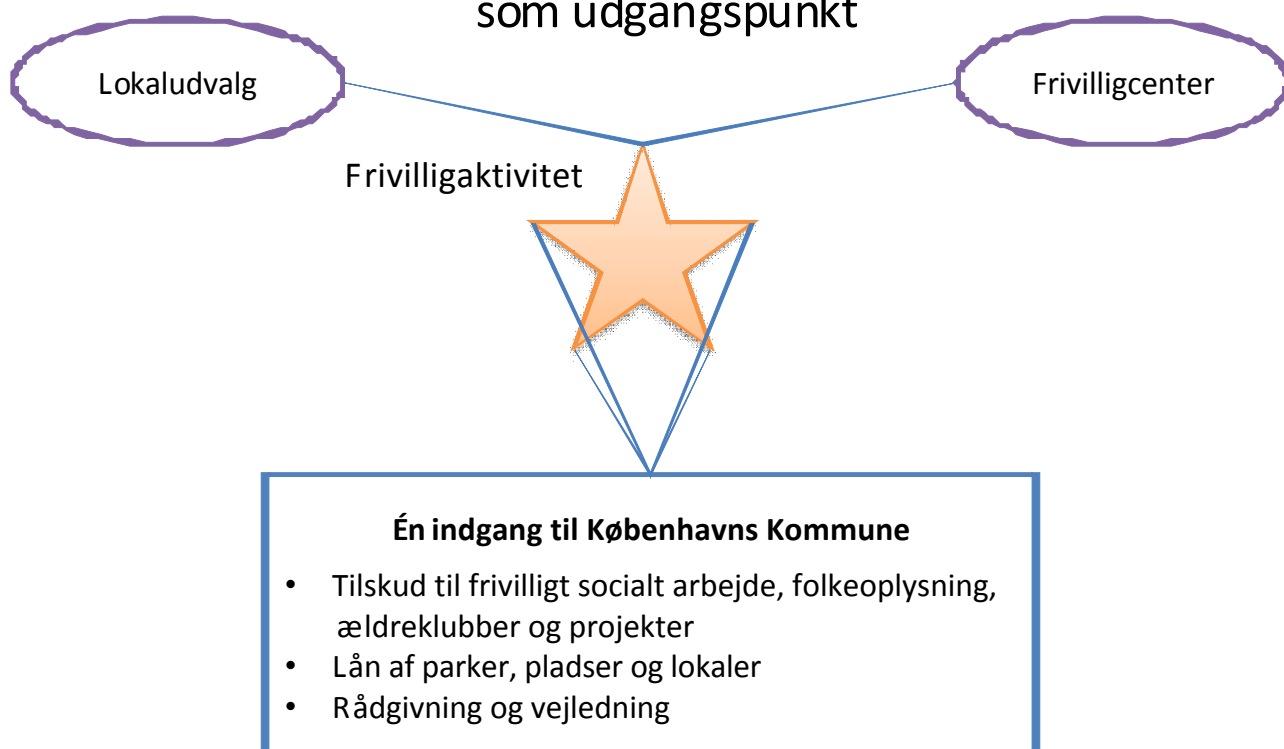 som udgangspunkt
Lokaludvalg
Frivilligcenter
Frivilligaktivitet
Én indgang til Københavns Kommune
• Tilskud til frivilligt socialt arbejde, folkeoplysning,
ældreklubber og projekter
• Lån af parker, pladser og lokaler
• Rådgivning og vejledning